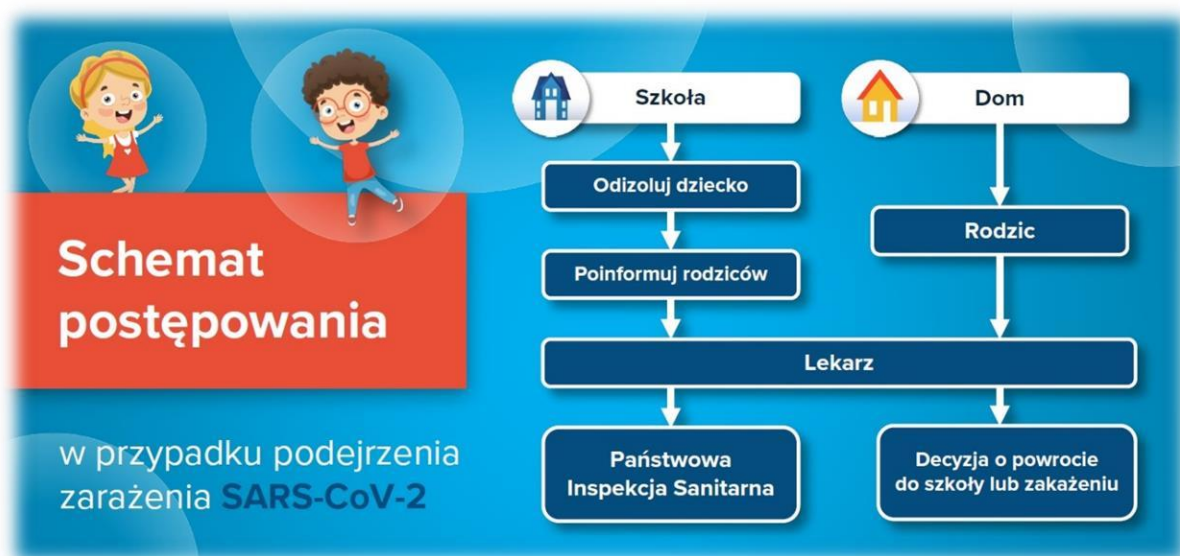 Schemat
postępowania
w przypadku podejrzenia
zarażenia SARS-CoV-2
Szkoła
Odizoluj dziecko
Poinformuj rodziców
Dom
Rodzic
Lekarz
Państwowa
Inspekcja Sanitarna
Decyzja o powrocie
do szkoły lub zakażeniu